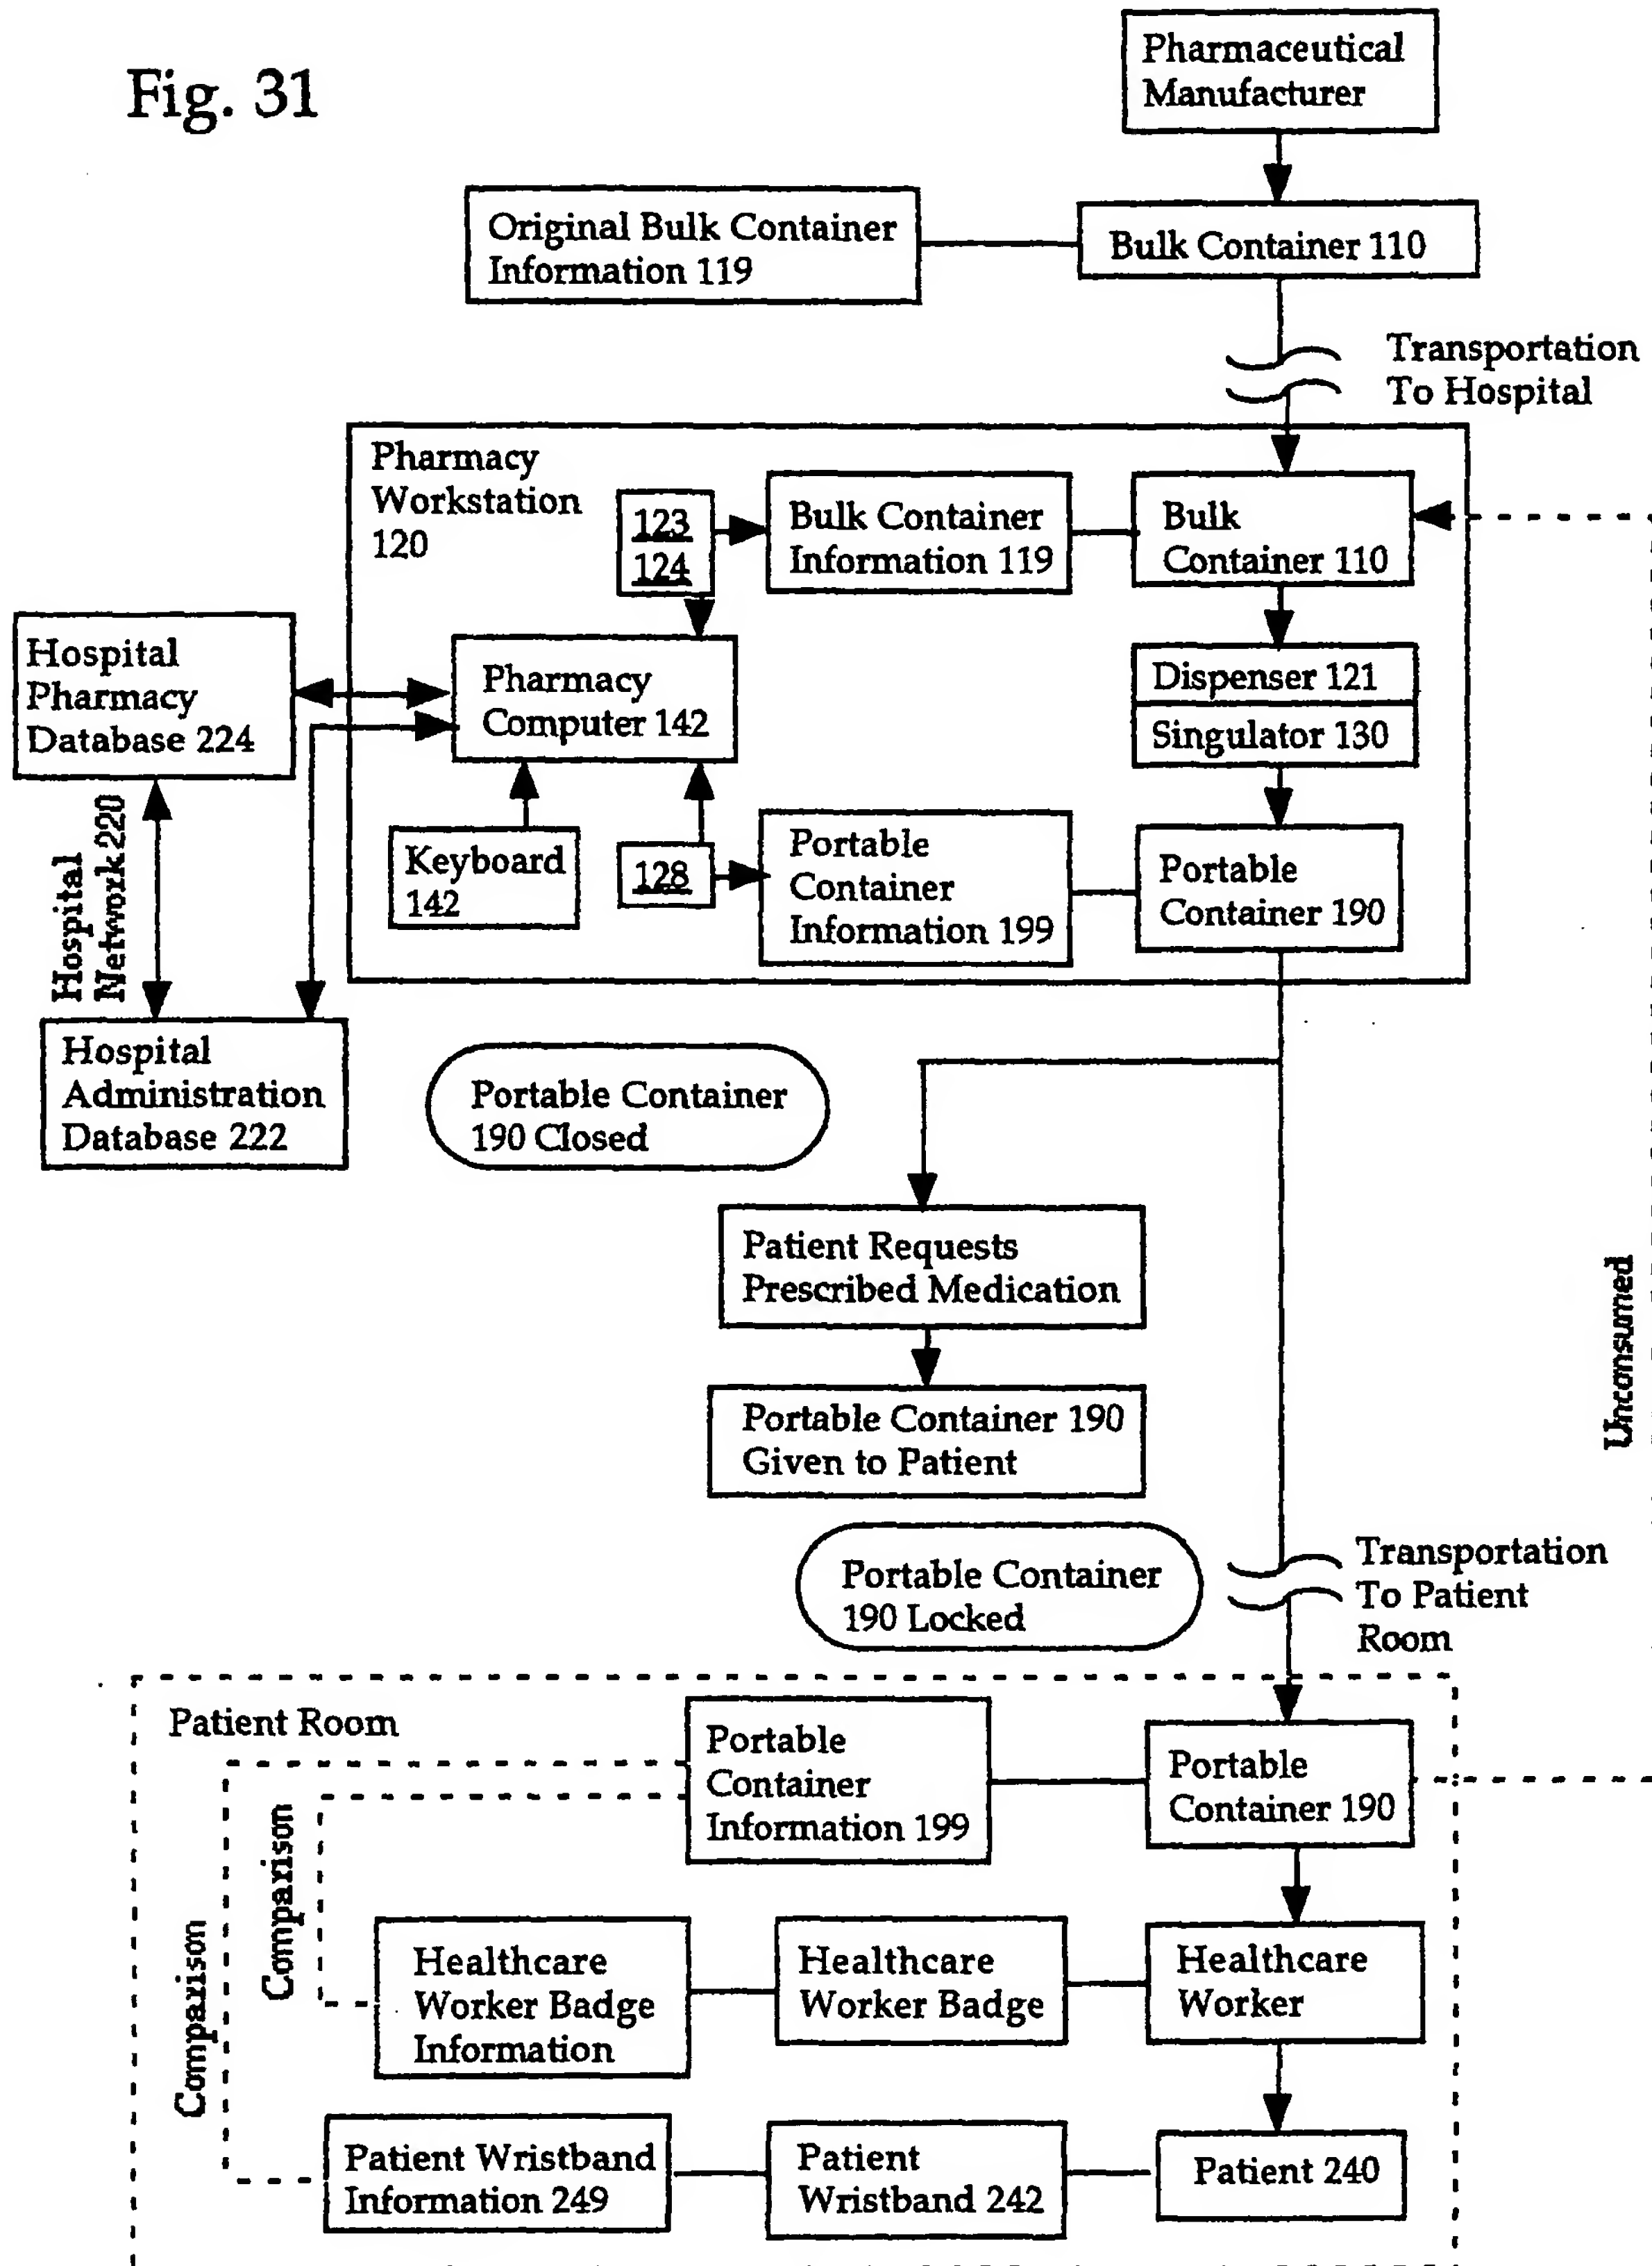 Fig. 31
Pharmaceutical
Manufacturer
Original Bulk Container
Information 119
Bulk Container 110
Transportation
To Hospital
Pharmacy
Workstation
120
123
124
Bulk Container
Information 119
Bulk
Container 110
Hospital
Pharmacy
Database 224
Pharmacy
Computer 142
Dispenser 121
Singulator 130
Hospital
Network 220
Keyboard
142
128
Portable
Container
Information 199
Portable
Container 190
Hospital
Administration
Database 222
Portable Container
190 Closed
Patient Requests
Prescribed Medication
Unconsumed
Portable Container 190
Given to Patient
Portable Container
190 Locked
Transportation
To Patient
Room
Patient Room
Portable
Container
Information 199
Portable
Container 190
Comparison
Comparison
Healthcare
Worker Badge
Information
Healthcare
Worker Badge
Healthcare
Worker
Patient Wristband
Information 249
Patient
Wristband 242
Patient 240